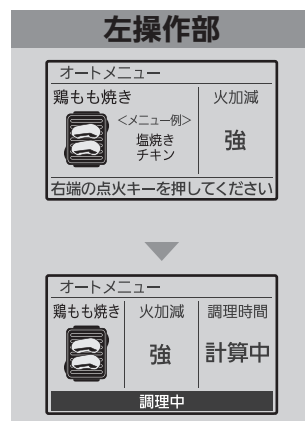 左操作部
オートメニュー
鶏もも焼き
火加減
<メニュー例>
塩焼き
チキン
強
右端の点火キーを押してください
オートメニュー
鶏もも焼き
火加減
調理時間
強
計算中
調理中